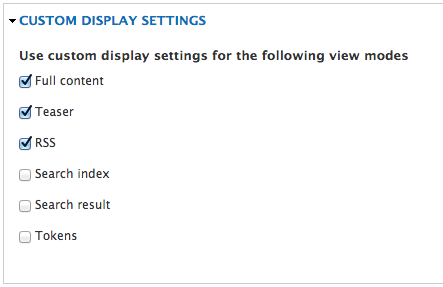 CUSTOM DISPLAY SETTINGS
Use custom display settings for the following view modes
Full content
Teaser
RSS
Search index
Search result
Tokens